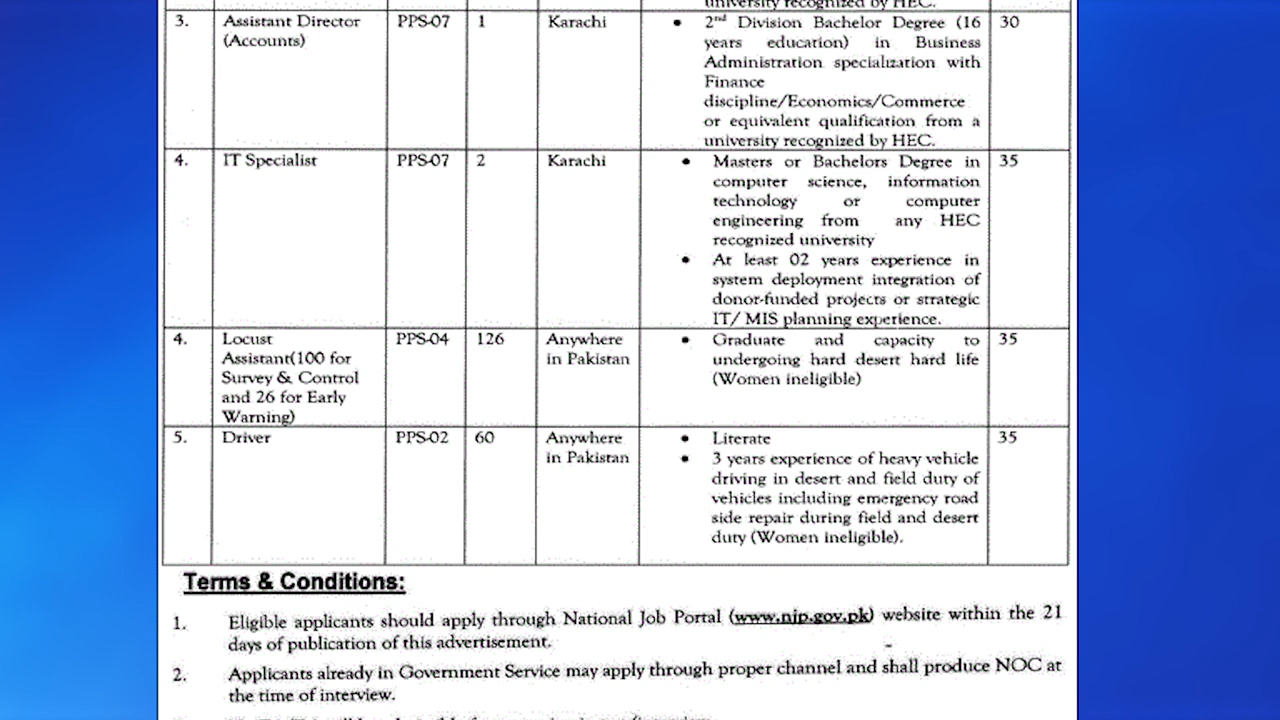 university recognized by HEC.
3. Assistant Director PPS-07 1 Karachi • 2nd Division Bachelor Degree (16 30
(Accounts) years education) in Business
Administration specialization with
Finance
discipline/Economics/Commerce
or equivalent qualification from a
university recognized by HEC.
4. IT Specialist PPS-07 2 Karachi • Masters or Bachelors Degree in 35
computer science, information
technology or computer
engineering from any HEC
recognized university
• At least 02 years experience in
system deployment integration of
donor-funded projects or strategic
IT/ MIS planning experience.
4. Locust PPS-04 126 Anywhere • Graduate and capacity to 35
Assistant(100 for in Pakistan undergoing hard desert hard life
Survey & Control (Women ineligible)
and 26 for Early
Warning)
5. Driver PPS-02 60 Anywhere • Literate 35
in Pakistan • 3 years experience of heavy vehicle
driving in desert and field duty of
vehicles including emergency road
side repair during field and desert
duty (Women ineligible).
Terms & Conditions:
1. Eligible applicants should apply through National Job Portal (www.njp.gov.pk) website within the 21
days of publication of this advertisement.
2. Applicants already in Government Service may apply through proper channel and shall produce NOC at
the time of interview.